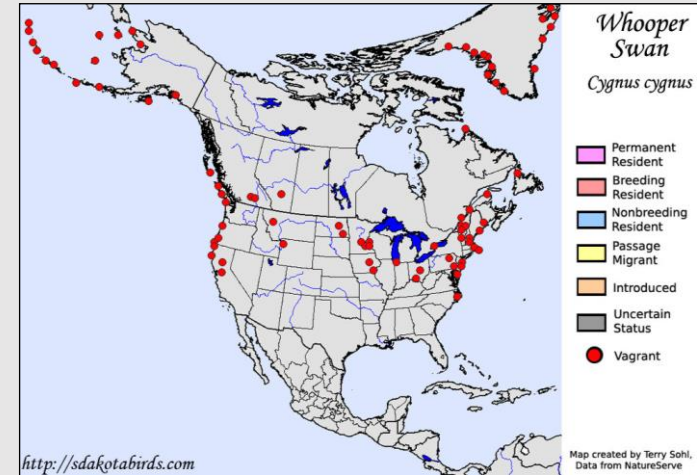 Whooper
Swan
Cygnus cygnus
Permanent
Resident
Breeding
Resident
Nonbreeding
Resident
Passage
Migrant
Introduced
Uncertain
Status
Vagrant
http://sdakotabirds.com
Map created by Terry Sohl,
Data from NatureServe